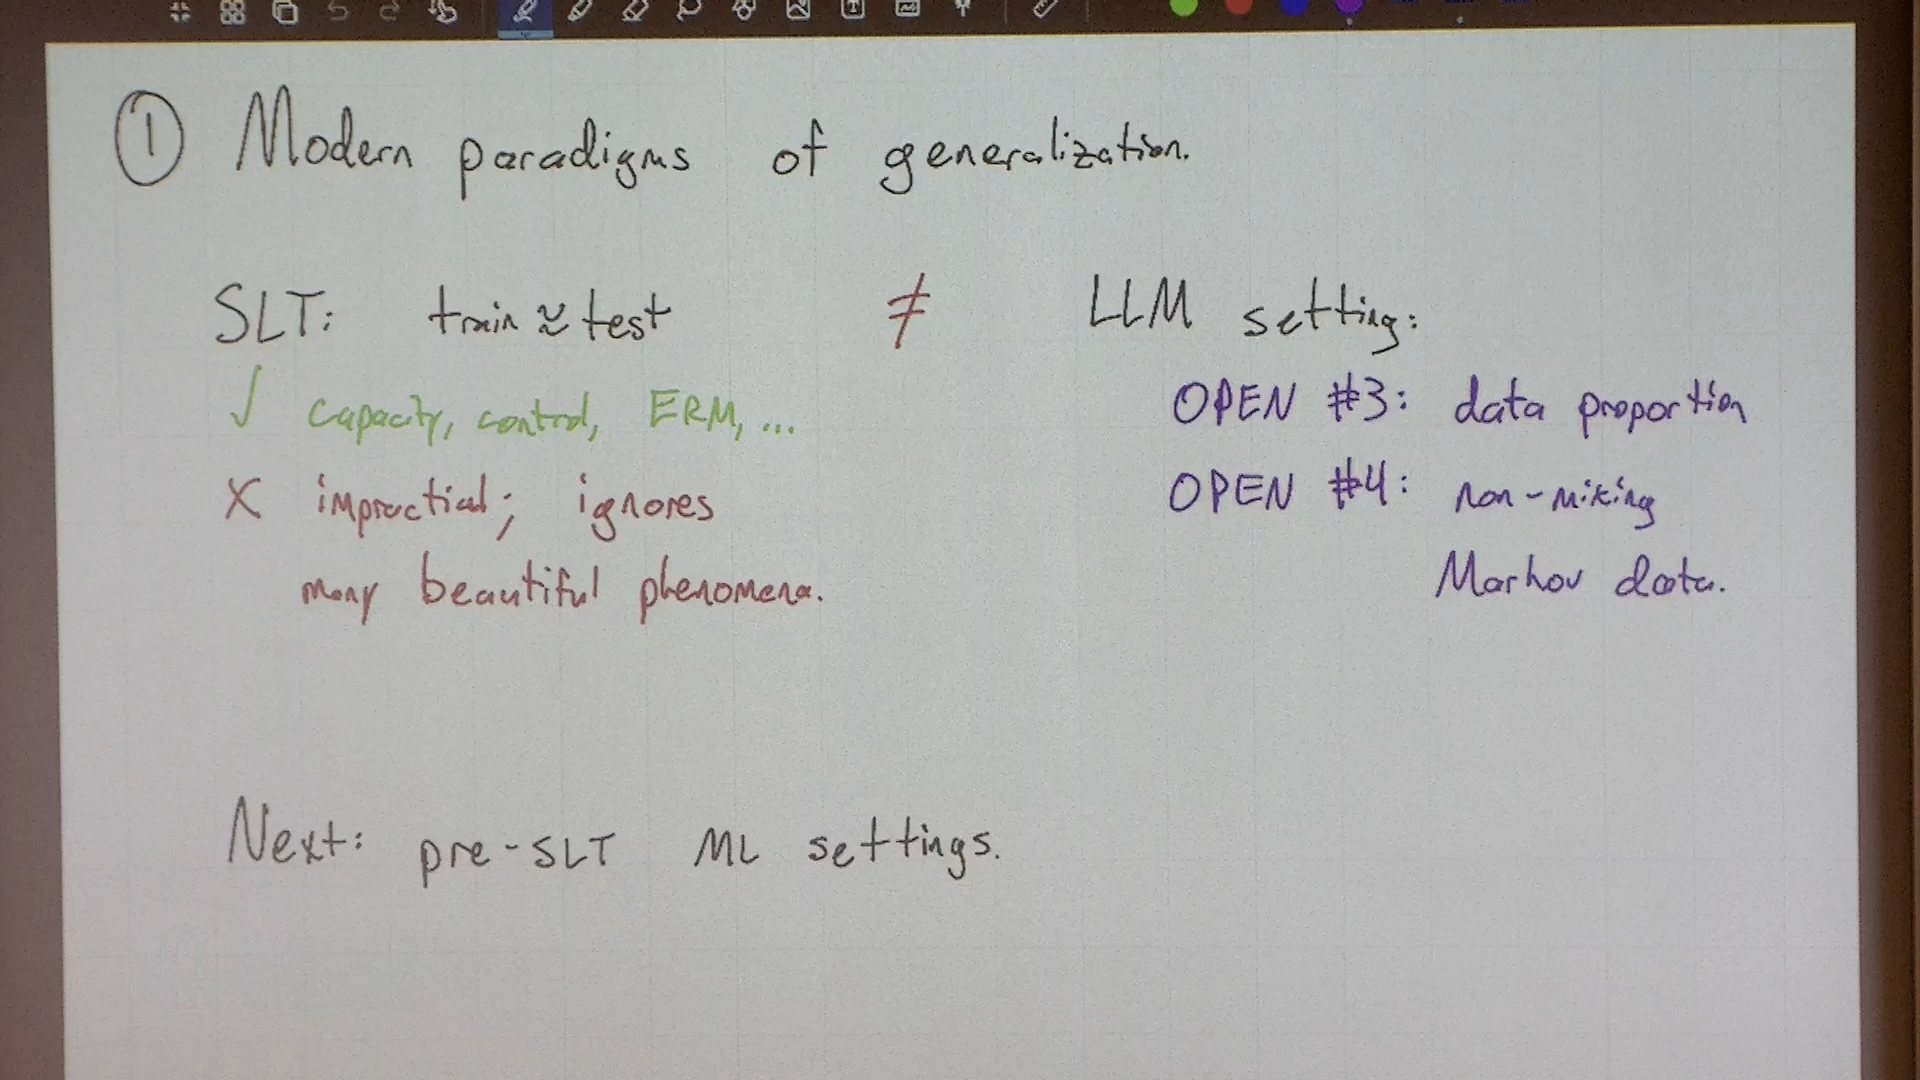 ① Modern paradigms of generalization.
SLT: train ≈ test ≠ LLM setting:
✓ capacity, control, ERM, ...
OPEN #3: data proportion
X impractial; ignores
OPEN #4: non-mixing
many beautiful phenomena.
Markov data.
Next: pre-SLT ML settings.